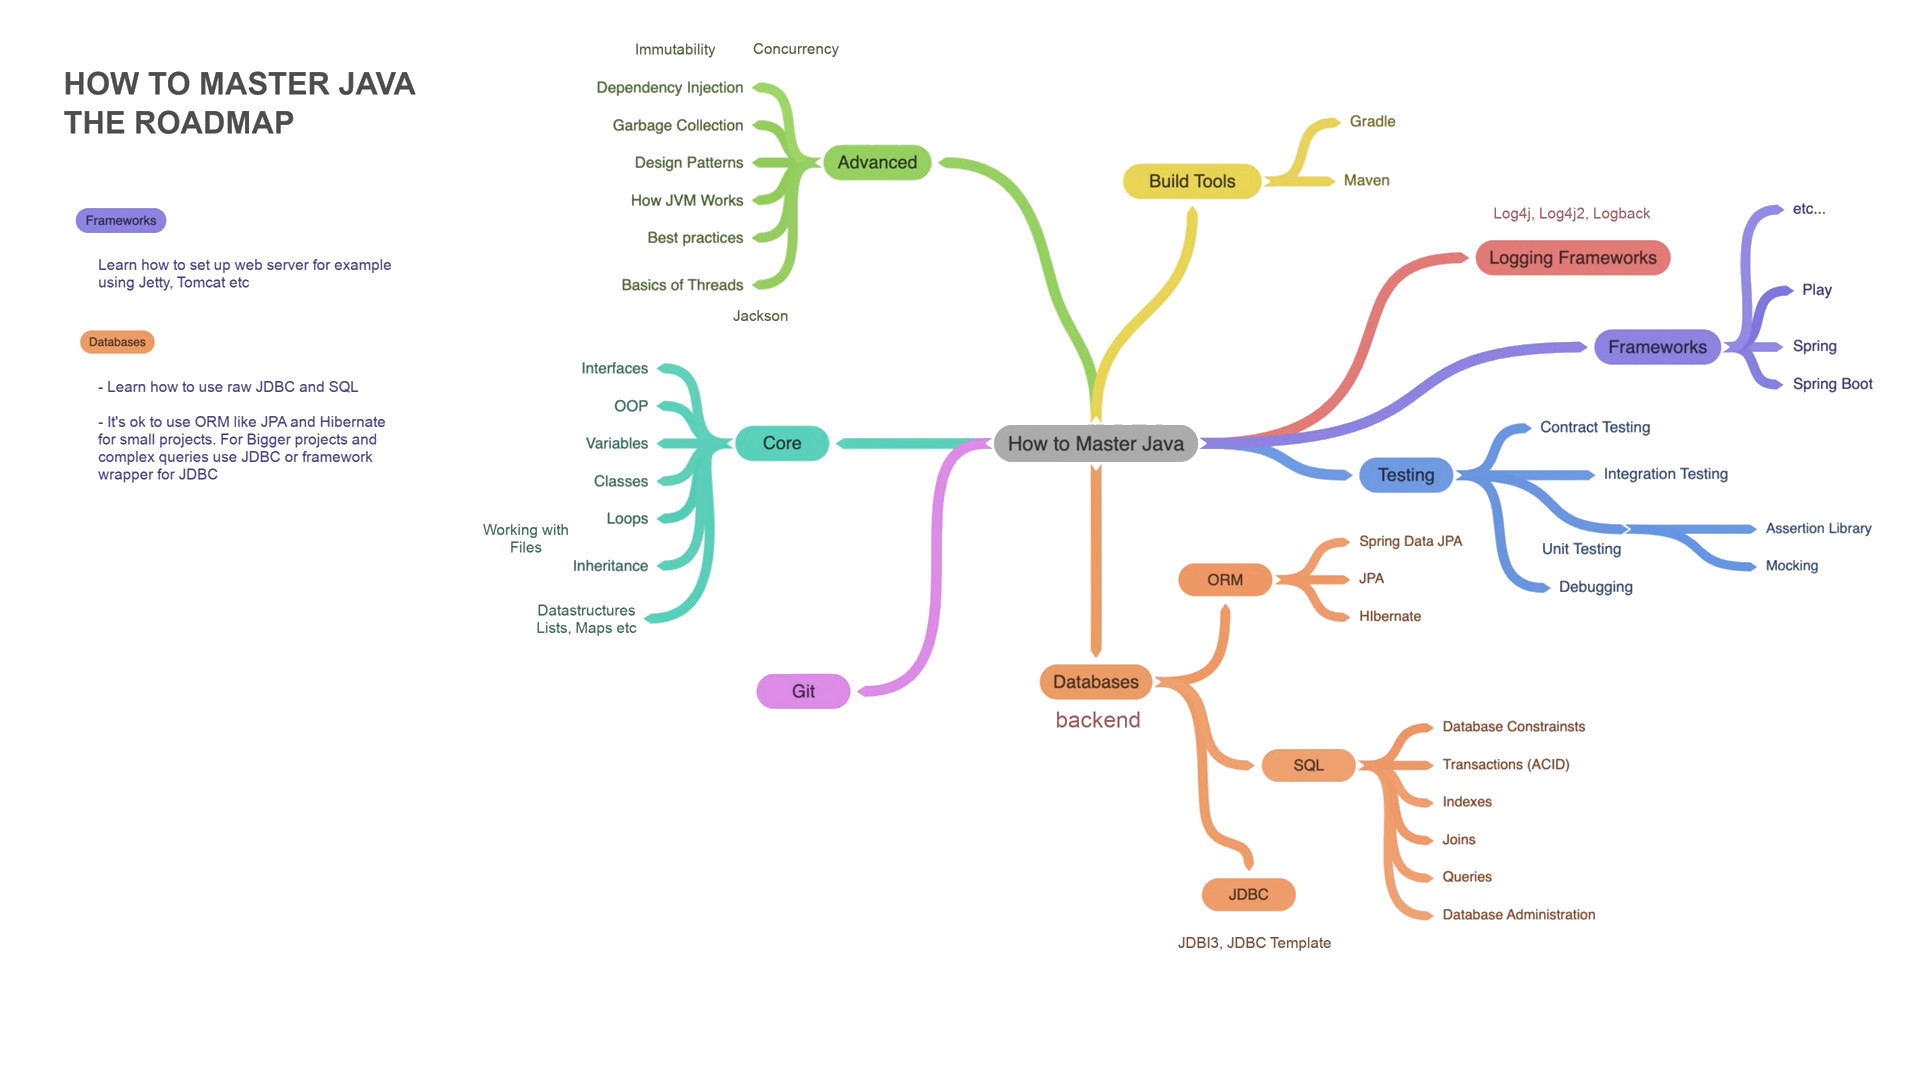 HOW TO MASTER JAVA
THE ROADMAP
Frameworks
Learn how to set up web server for example
using Jetty, Tomcat etc
Databases
- Learn how to use raw JDBC and SQL
- It's ok to use ORM like JPA and Hibernate
for small projects. For Bigger projects and
complex queries use JDBC or framework
wrapper for JDBC
Immutability
Concurrency
Dependency Injection
Garbage Collection
Design Patterns
How JVM Works
Best practices
Basics of Threads
Jackson
Advanced
Interfaces
OOP
Variables
Classes
Loops
Working with
Files
Inheritance
Datastructures
Lists, Maps etc
Core
Git
How to Master Java
Build Tools
Gradle
Maven
Log4j, Log4j2, Logback
Logging Frameworks
Frameworks
etc...
Play
Spring
Spring Boot
Testing
Contract Testing
Integration Testing
Unit Testing
Assertion Library
Mocking
Debugging
Databases
backend
ORM
Spring Data JPA
JPA
HIbernate
SQL
Database Constrainsts
Transactions (ACID)
Indexes
Joins
Queries
Database Administration
JDBC
JDBI3, JDBC Template